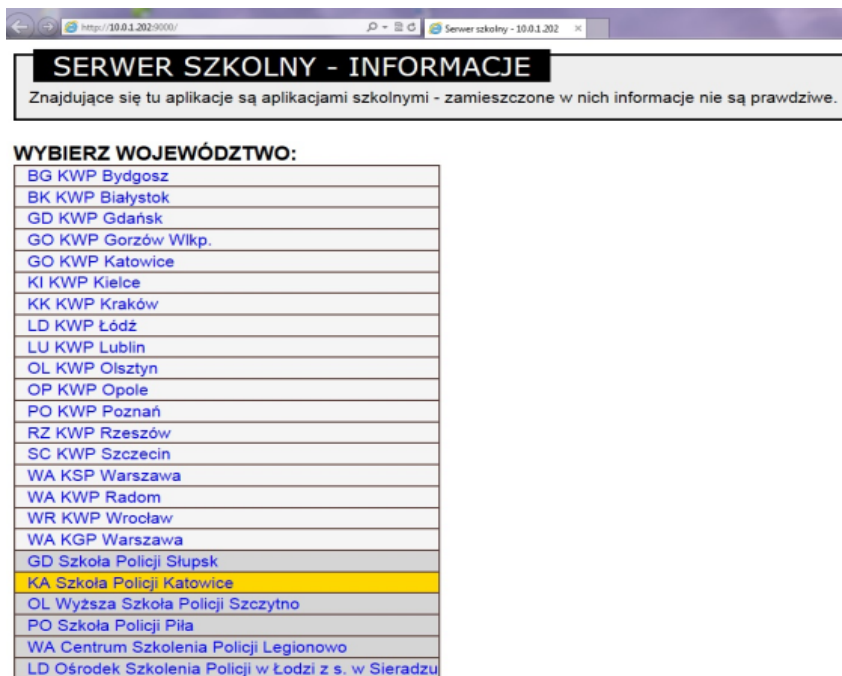 http://10.0.1.202:9000/
Serwer szkolny - 10.0.1.202
SERWER SZKOLNY - INFORMACJE
Znajdujące się tu aplikacje są aplikacjami szkolnymi - zamieszczone w nich informacje nie są prawdziwe.
WYBIERZ WOJEWÓDZTWO:
BG KWP Bydgosz
BK KWP Białystok
GD KWP Gdańsk
GO KWP Gorzów Wlkp.
GO KWP Katowice
KI KWP Kielce
KK KWP Kraków
LD KWP Łódź
LU KWP Lublin
OL KWP Olsztyn
OP KWP Opole
PO KWP Poznań
RZ KWP Rzeszów
SC KWP Szczecin
WA KSP Warszawa
WA KWP Radom
WR KWP Wrocław
WA KGP Warszawa
GD Szkoła Policji Słupsk
KA Szkoła Policji Katowice
OL Wyższa Szkoła Policji Szczytno
PO Szkoła Policji Piła
WA Centrum Szkolenia Policji Legionowo
LD Ośrodek Szkolenia Policji w Łodzi z s. w Sieradzu